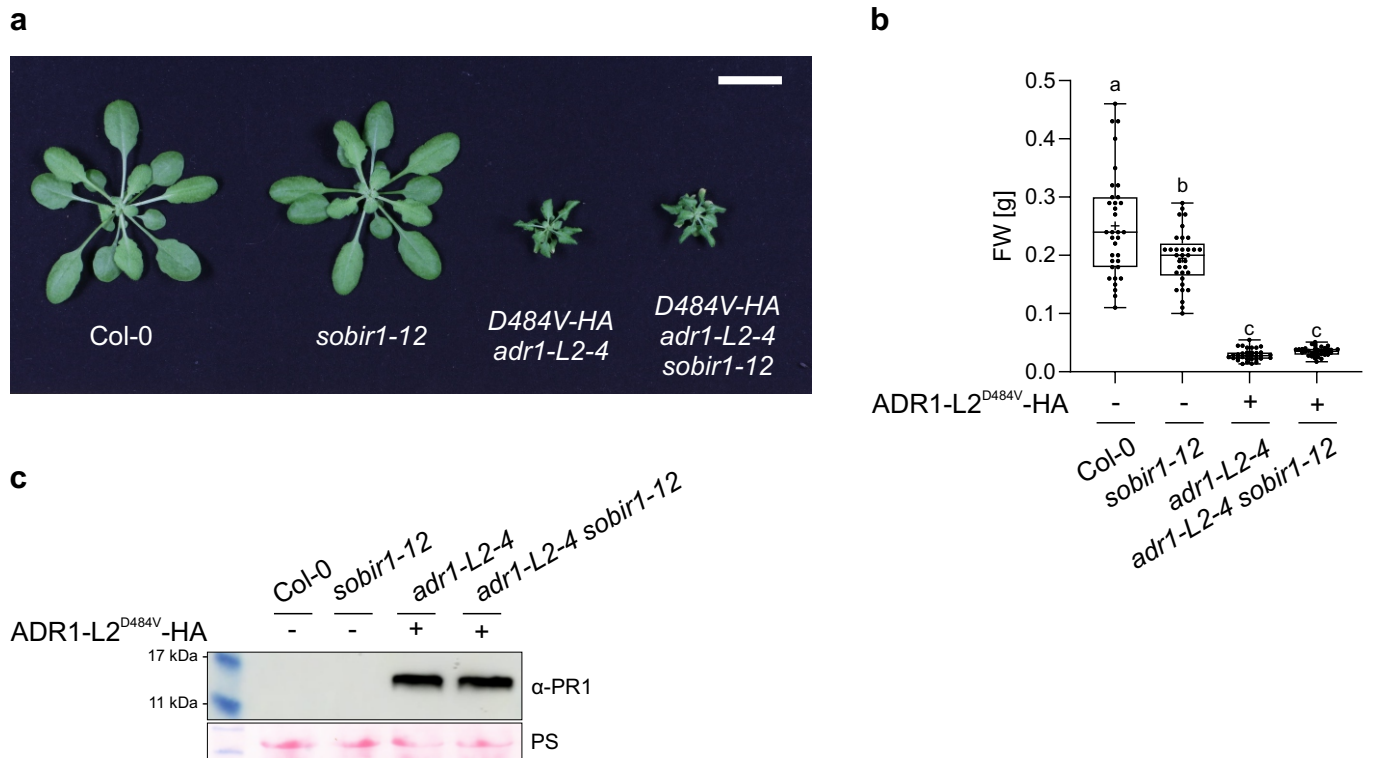 a
Col-0
sobir1-12
D484V-HA
adr1-L2-4
D484V-HA
adr1-L2-4
sobir1-12
b
FW [g]
0.5
0.4
0.3
0.2
0.1
0.0
a
b
c
c
ADR1-L2D484V-HA
-
-
+
+
Col-0
sobir1-12
adr1-L2-4
adr1-L2-4 sobir1-12
c
Col-0
sobir1-12
adr1-L2-4
adr1-L2-4 sobir1-12
ADR1-L2D484V-HA
-
-
+
+
17 kDa
11 kDa
α-PR1
PS